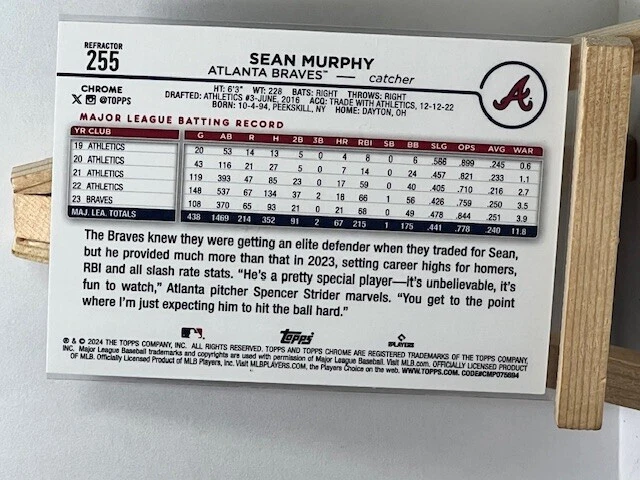 REFRACTOR
255
SEAN MURPHY
ATLANTA BRAVES™ — catcher
A
CHROME
X @TOPPS
HT: 6'3" WT: 228 BATS: RIGHT THROWS: RIGHT
DRAFTED: ATHLETICS #3-JUNE, 2016 ACQ: TRADE WITH ATHLETICS, 12-12-22
BORN: 10-4-94, PEEKSKILL, NY HOME: DAYTON, OH
MAJOR LEAGUE BATTING RECORD
YR CLUB G AB R H 2B 3B HR RBI SB BB SLG OPS AVG WAR
19 ATHLETICS 20 53 14 13 5 0 4 8 0 6 .566 .899 .245 0.6
20 ATHLETICS 43 116 21 27 5 0 7 14 0 24 .457 .821 .233 1.1
21 ATHLETICS 119 393 47 85 23 0 17 59 0 40 .405 .710 .216 2.7
22 ATHLETICS 148 537 67 134 37 2 18 66 1 56 .426 .759 .250 3.5
23 BRAVES 108 370 65 93 21 0 21 68 0 49 .478 .844 .251 3.9
MAJ. LEA. TOTALS 438 1469 214 352 91 2 67 215 1 175 .441 .778 .240 11.8
The Braves knew they were getting an elite defender when they traded for Sean,
but he provided much more than that in 2023, setting career highs for homers,
RBI and all slash rate stats. “He's a pretty special player—it's unbelievable, it's
fun to watch,” Atlanta pitcher Spencer Strider marvels. “You get to the point
where I'm just expecting him to hit the ball hard.”
topps
PLAYERS
® & © 2024 THE TOPPS COMPANY, INC. ALL RIGHTS RESERVED. TOPPS AND TOPPS CHROME ARE REGISTERED TRADEMARKS OF THE TOPPS COMPANY,
INC. Major League Baseball trademarks and copyrights are used with permission of Major League Baseball. Visit MLB.com. OFFICIALLY LICENSED PRODUCT
OF MLB. Officially Licensed Product of MLB Players, Inc. Visit MLBPLAYERS.COM, the Players Choice on the web. WWW.TOPPS.COM. CODE#CMP075694